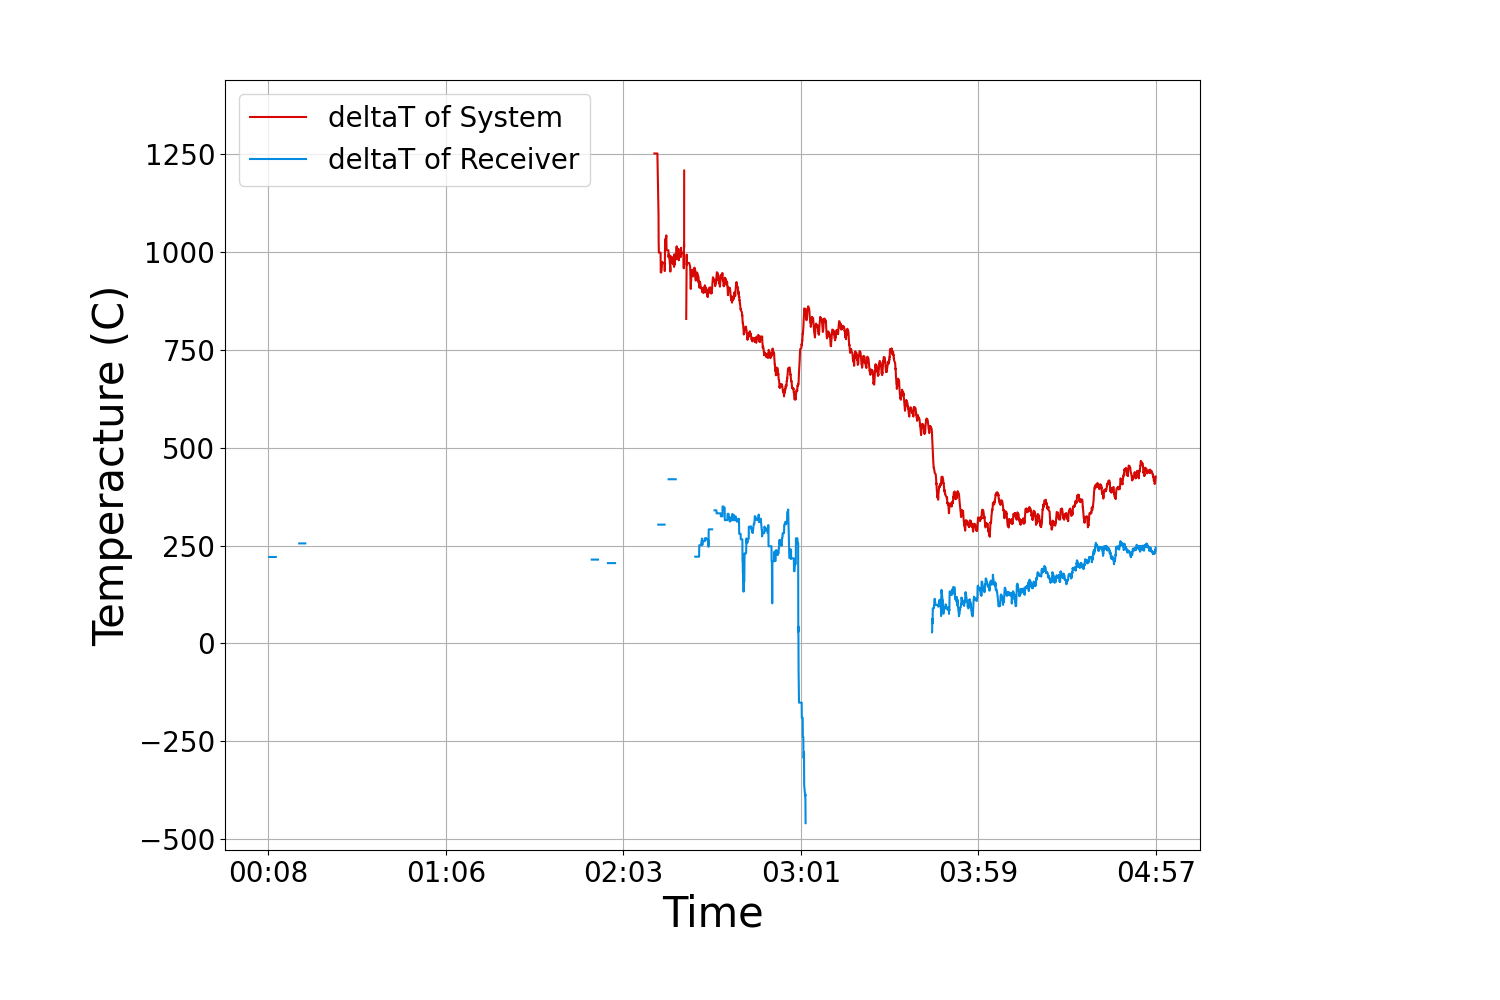 deltaT of System
deltaT of Receiver
1250
1000
750
500
250
0
−250
−500
Temperacture (C)
00:08 01:06 02:03 03:01 03:59 04:57
Time